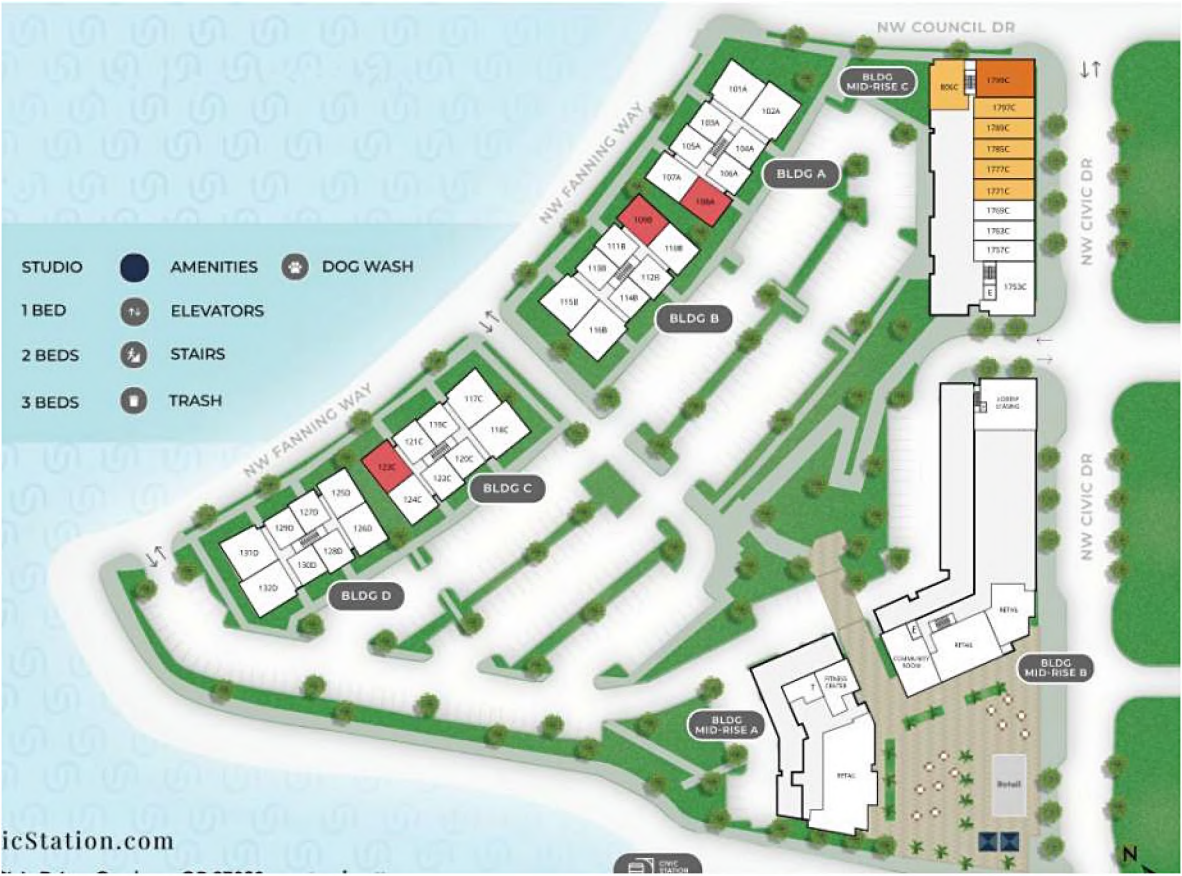 NW COUNCIL DR
BLDG
MID-RISE C
101A
102A
103A
104A
105A
106A
107A
108A
BLDG A
NW FANNING WAY
1797C
1789C
1785C
1777C
1771C
1769C
1763C
1757C
1753C
E
NW CIVIC DR
109B
110B
111B
112B
113B
114B
115B
116B
BLDG B
STUDIO
AMENITIES
DOG WASH
1 BED
ELEVATORS
2 BEDS
STAIRS
3 BEDS
TRASH
NW FANNING WAY
117C
118C
119C
120C
121C
122C
123C
124C
BLDG C
125D
126D
127D
128D
129D
130D
131D
132D
BLDG D
LOBBY
LEASING
NW CIVIC DR
RETAIL
RETAIL
E
COMMUNITY
ROOM
BLDG
MID-RISE B
FITNESS
CENTER
BLDG
MID-RISE A
RETAIL
Retail
icStation.com
CIVIC
STATION
N